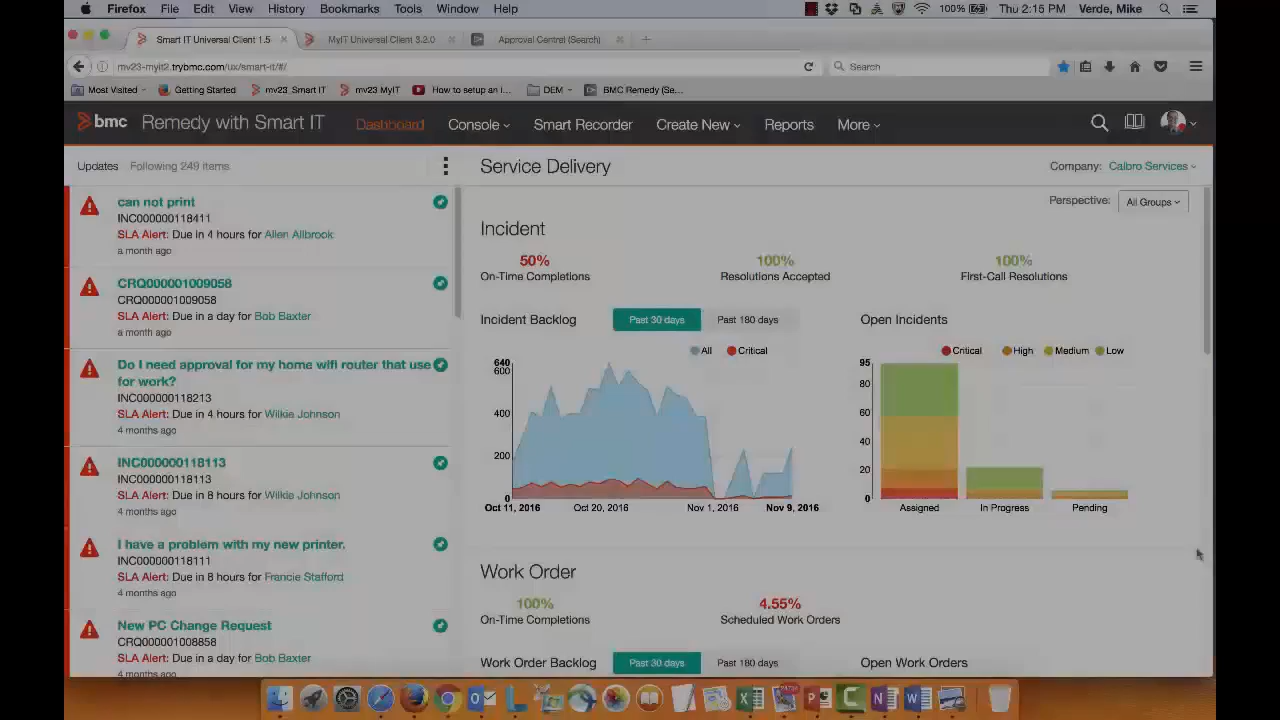 Firefox File Edit View History Bookmarks Tools Window Help 100% Thu 2:15 PM Verde, Mike
Smart IT Universal Client 1.5 × MyIT Universal Client 3.2.0 × Approval Central (Search) × +
mv23-myit2.trybmc.com/ux/smart-it/#/ Search
Most Visited Getting Started mv23_Smart IT mv23 MyIT How to setup an i... DEM BMC Remedy (Se...
bmc Remedy with Smart IT Dashboard Console Smart Recorder Create New Reports More
Updates Following 249 items
can not print
INC000000118411
SLA Alert: Due in 4 hours for Allen Allbrook
a month ago
CRQ000001009058
CRQ000001009058
SLA Alert: Due in a day for Bob Baxter
a month ago
Do I need approval for my home wifi router that use
for work?
INC000000118213
SLA Alert: Due in 4 hours for Wilkie Johnson
4 months ago
INC000000118113
INC000000118113
SLA Alert: Due in 8 hours for Wilkie Johnson
4 months ago
I have a problem with my new printer.
INC000000118111
SLA Alert: Due in 8 hours for Francie Stafford
4 months ago
New PC Change Request
CRQ000001008858
SLA Alert: Due in a day for Bob Baxter
4 months ago
Service Delivery Company: Calbro Services
Perspective: All Groups
Incident
50% 100% 100%
On-Time Completions Resolutions Accepted First-Call Resolutions
Incident Backlog Past 30 days Past 180 days
All Critical
640
600
400
200
0
Oct 11, 2016 Oct 20, 2016 Nov 1, 2016 Nov 9, 2016
Open Incidents
Critical High Medium Low
95
80
60
40
20
0
Assigned In Progress Pending
Work Order
100% 4.55%
On-Time Completions Scheduled Work Orders
Work Order Backlog Past 30 days Past 180 days Open Work Orders